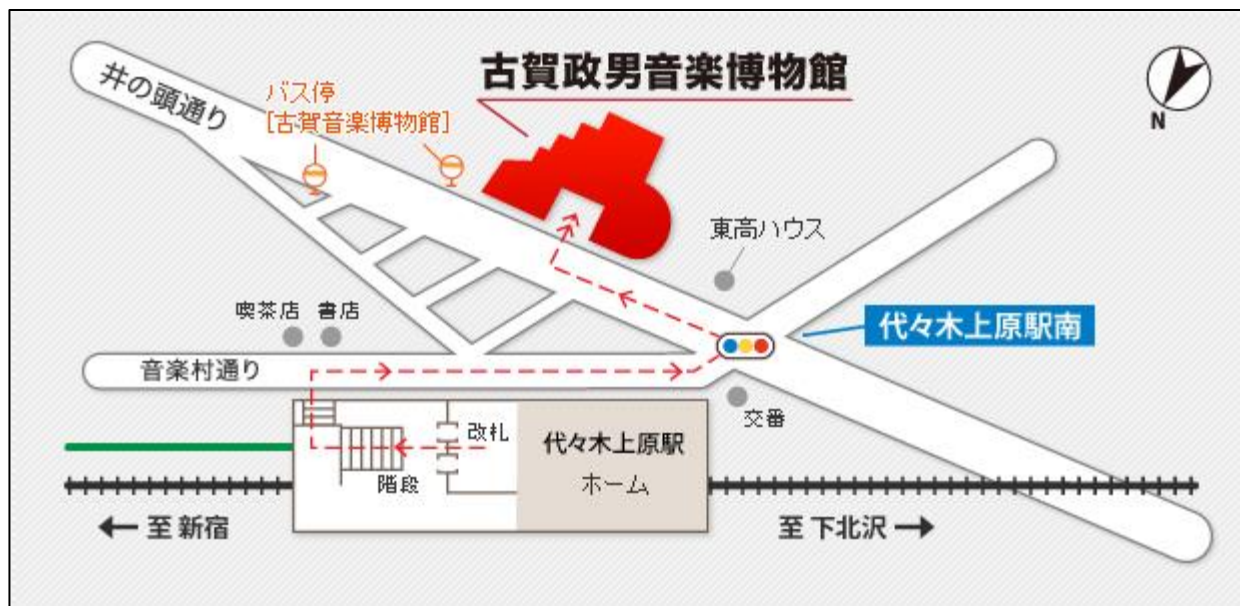 古賀政男音楽博物館
井の頭通り
バス停
[古賀音楽博物館]
N
東高ハウス
喫茶店
書店
代々木上原駅南
音楽村通り
交番
改札
代々木上原駅
ホーム
階段
← 至 新宿
至 下北沢 →